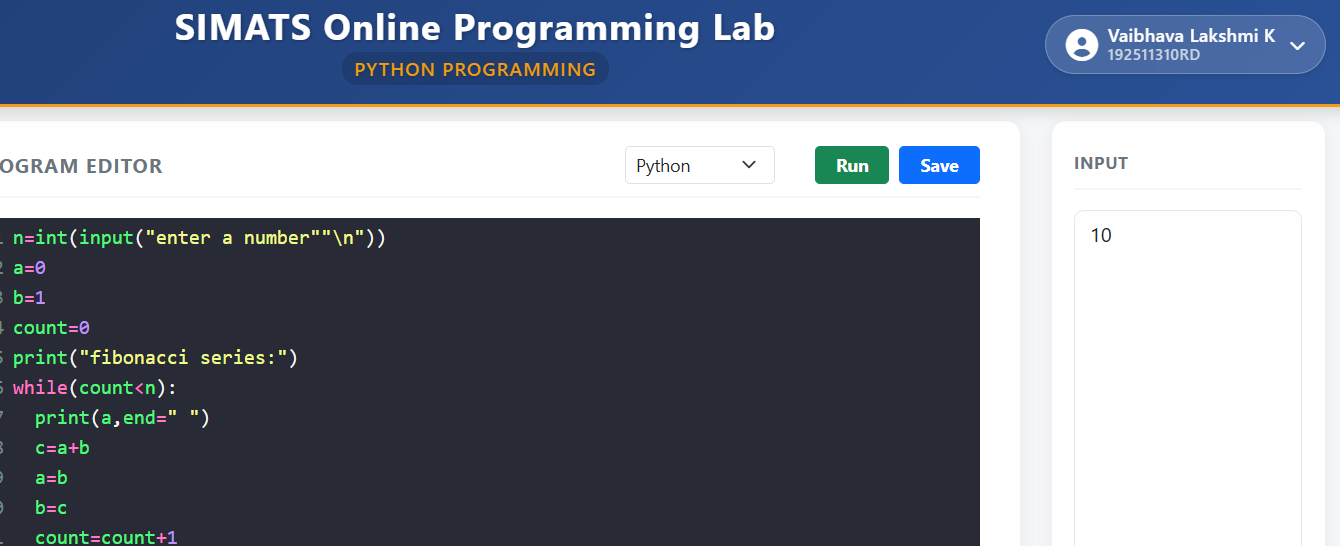 SIMATS Online Programming Lab
PYTHON PROGRAMMING
Vaibhava Lakshmi K
192511310RD
OGRAM EDITOR
Python
Run
Save
INPUT
10
n=int(input("enter a number""\n"))
a=0
b=1
count=0
print("fibonacci series:")
while(count<n):
  print(a,end=" ")
  c=a+b
  a=b
  b=c
  count=count+1